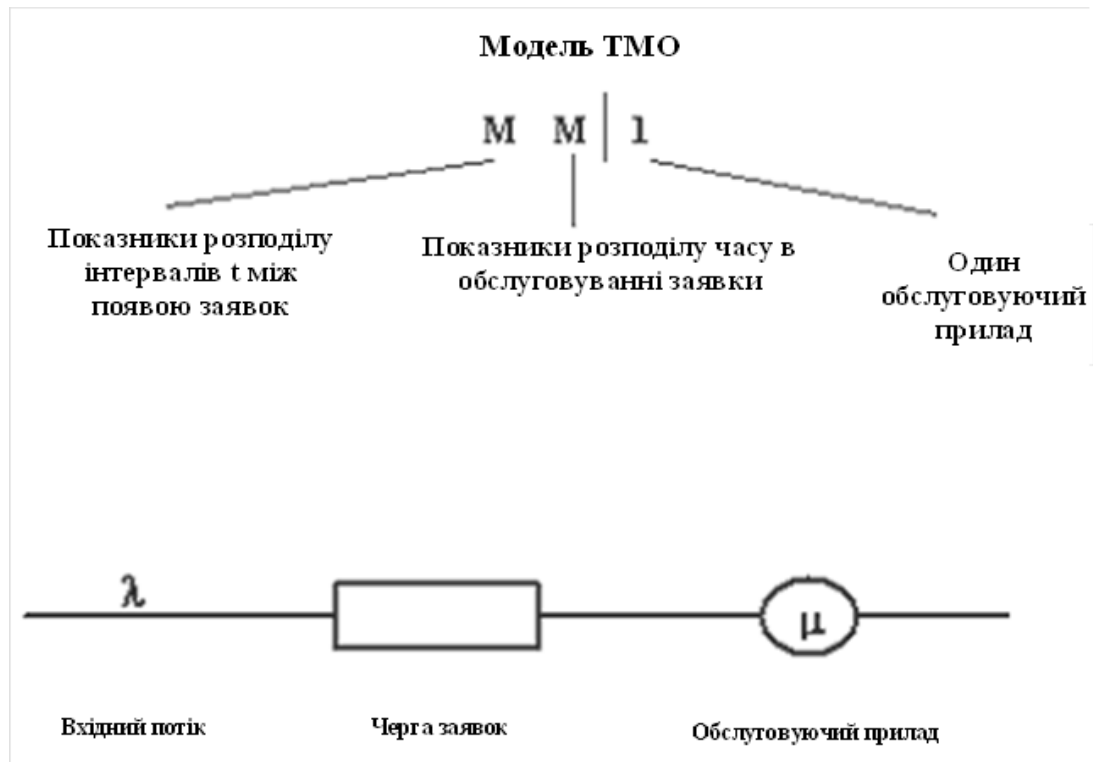 Модель ТМО
М М | 1
Показники розподілу
інтервалів t між
появою заявок
Показники розподілу часу в
обслуговуванні заявки
Один
обслуговуючий
прилад
λ
μ
Вхідний потік
Черга заявок
Обслуговуючий прилад